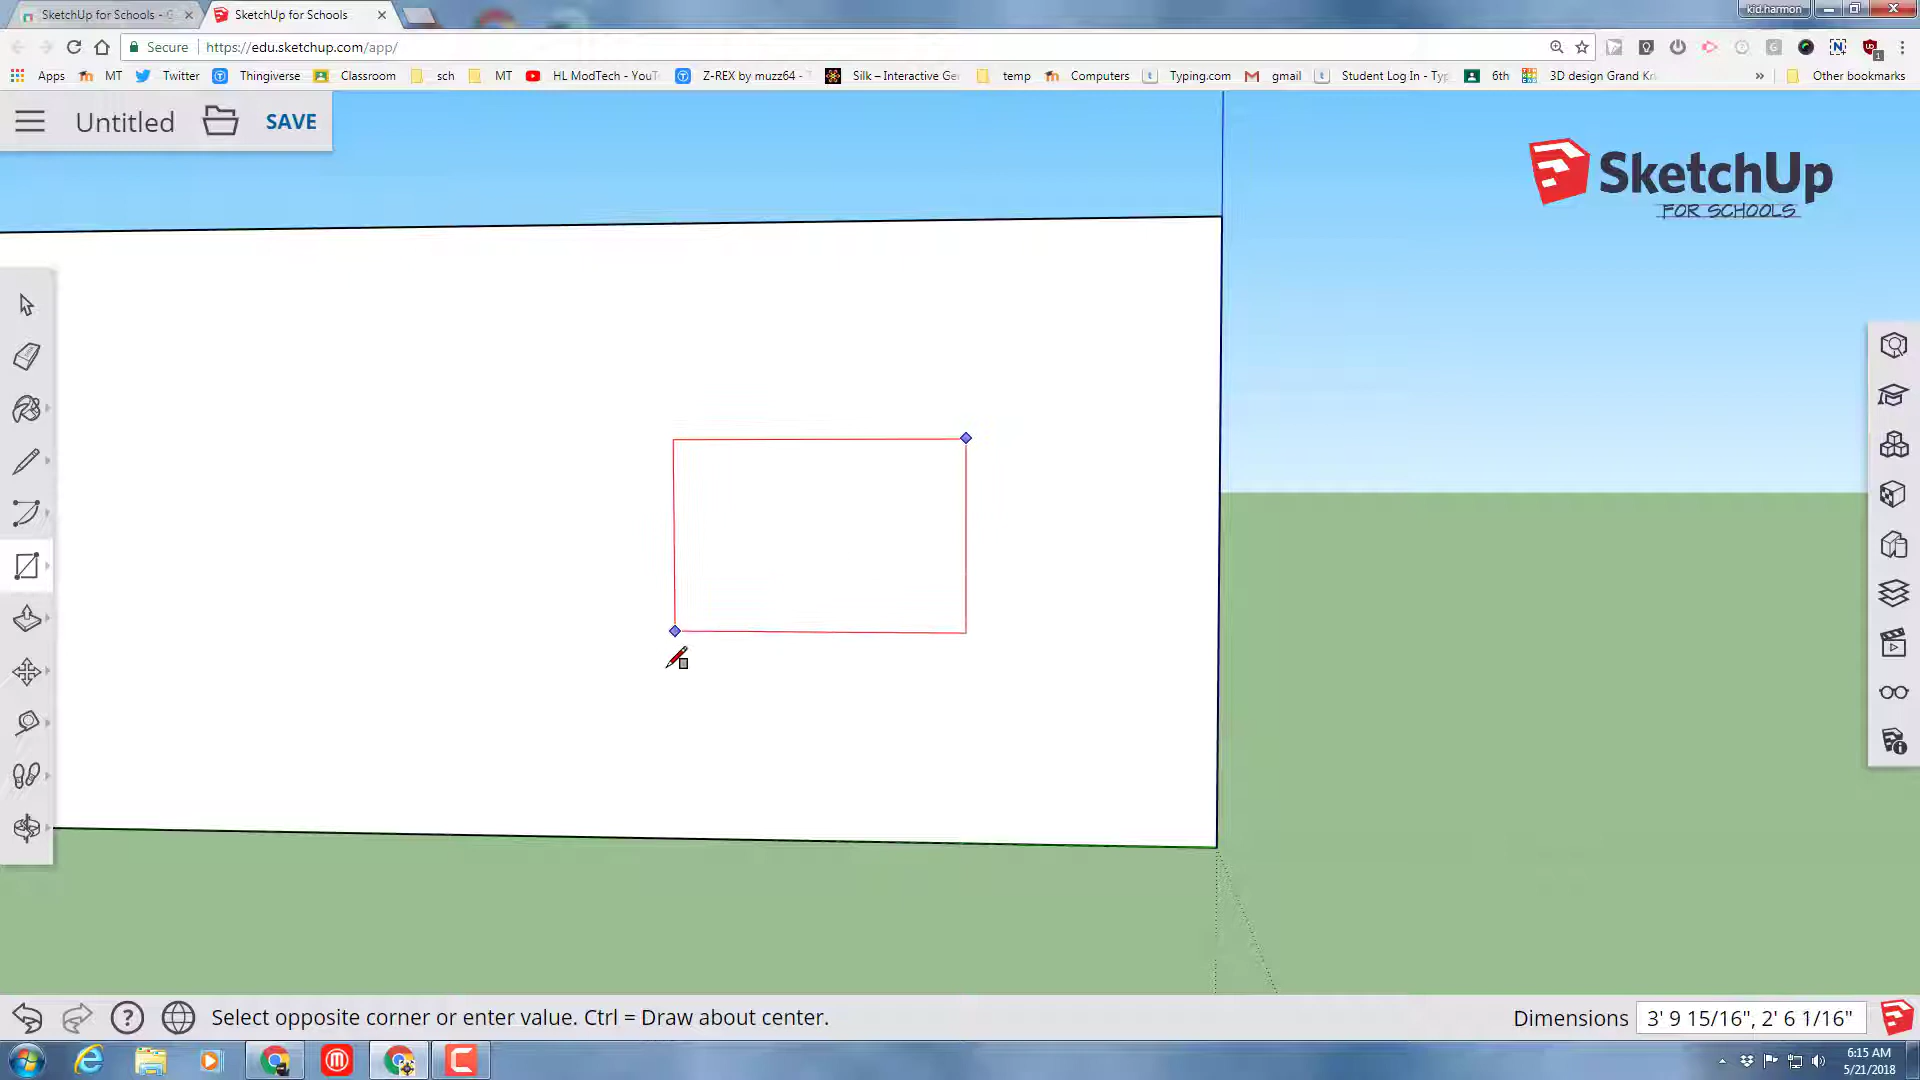 SketchUp for Schools - G
SketchUp for Schools
kid.harmon
Secure
https://edu.sketchup.com/app/
Apps
MT
Twitter
Thingiverse
Classroom
sch
MT
HL ModTech - YouT
Z-REX by muzz64 -
Silk – Interactive Ge
temp
Computers
Typing.com
gmail
Student Log In - Typ
6th
3D design Grand Kr
»
Other bookmarks
Untitled
SAVE
SketchUp
FOR SCHOOLS
Select opposite corner or enter value. Ctrl = Draw about center.
Dimensions
3' 9 15/16", 2' 6 1/16"
6:15 AM
5/21/2018